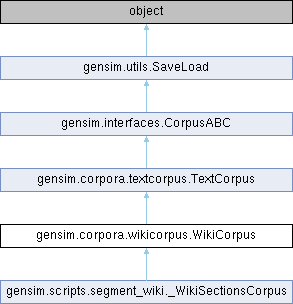 object
gensim.utils.SaveLoad
gensim.interfaces.CorpusABC
gensim.corpora.textcorpus.TextCorpus
gensim.corpora.wikicorpus.WikiCorpus
gensim.scripts.segment_wiki._WikiSectionsCorpus